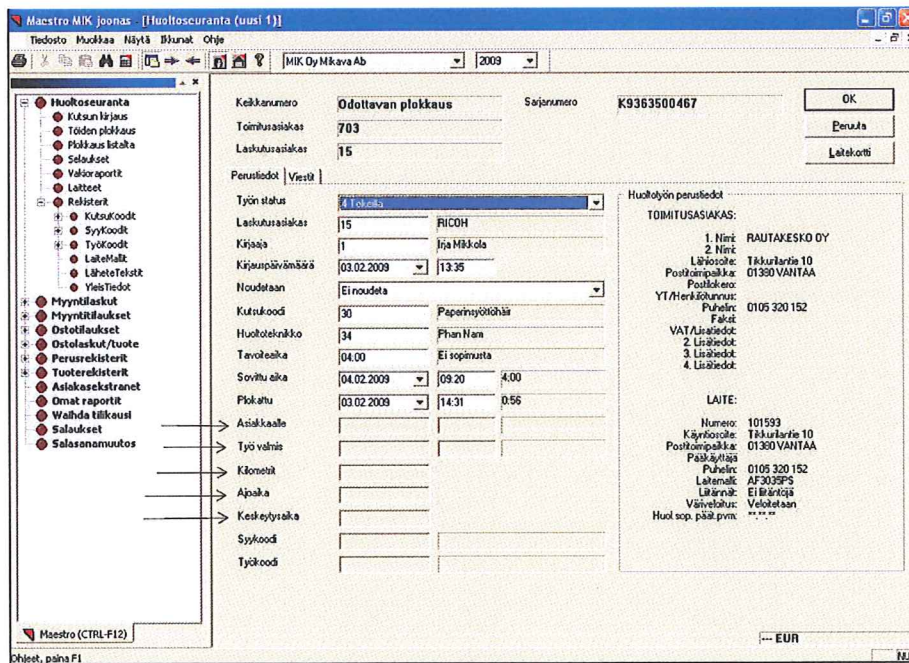 Maestro MIK joonas - [Huoltoseuranta (uusi 1)]
Tiedosto Muokkaa Näytä Ikkunat Ohje
MIK Oy Mikava Ab 2009
Huoltoseuranta
Kutsun kirjaus
Töiden plokkaus
Plokkaus listalta
Selaukset
Vakioraportit
Laitteet
Rekisterit
KutsuKoodit
SyyKoodit
TyöKoodit
LaiteMallit
LäheteTekstit
YleisTiedot
Myyntilaskut
Myyntitilaukset
Ostotilaukset
Ostolaskut/tuote
Perusrekisterit
Tuoterekisterit
Asiakasekstranet
Omat raportit
Vaihda tilikausi
Salaukset
Salasanamuutos
Maestro (CTRL-F12)
Keikkanumero Odottavan plokkaus Sarjanumero K9363500467
Toimitusasiakas 703
Laskutusasiakas 15
OK
Peruuta
Laitekortti
Perustiedot Viestit
Työn status 4 Tekeillä
Laskutusasiakas 15 RICOH
Kirjaaja 1 Irja Mikkola
Kirjauspäivämäärä 03.02.2009 13:35
Noudetaan Ei noudeta
Kutsukoodi 30 Paperinsyöttöhäir
Huoltoteknikko 34 Phan Nam
Tavoiteaika 04:00 Ei sopimusta
Sovittu aika 04.02.2009 09:20 4:00
Plokattu 03.02.2009 14:31 0:56
Asiakkaalle
Työ valmis
Kilometrit
Ajoaika
Keskeytysaika
Syykoodi
Työkoodi
Huoltotyön perustiedot
TOIMITUSASIAKAS:
1. Nimi: RAUTAKESKO OY
2. Nimi:
Lähiosoite: Tikkurilantie 10
Postitoimipaikka: 01380 VANTAA
Postilokero:
YT/Henkilötunnus:
Puhelin: 0105 320 152
Faksi:
VAT/Lisätiedot:
2. Lisätiedot:
3. Lisätiedot:
4. Lisätiedot:
LAITE:
Numero: 101593
Käyntiosoite: Tikkurilantie 10
Postitoimipaikka: 01380 VANTAA
Pääkäyttäjä
Puhelin: 0105 320 152
Laitemalli: AF3035PS
Liitännät: Ei liitäntöjä
Väriveloitus: Veloitetaan
Huol.sop. päät.pvm: **.**.**
--- EUR
Ohjeet, paina F1 NU